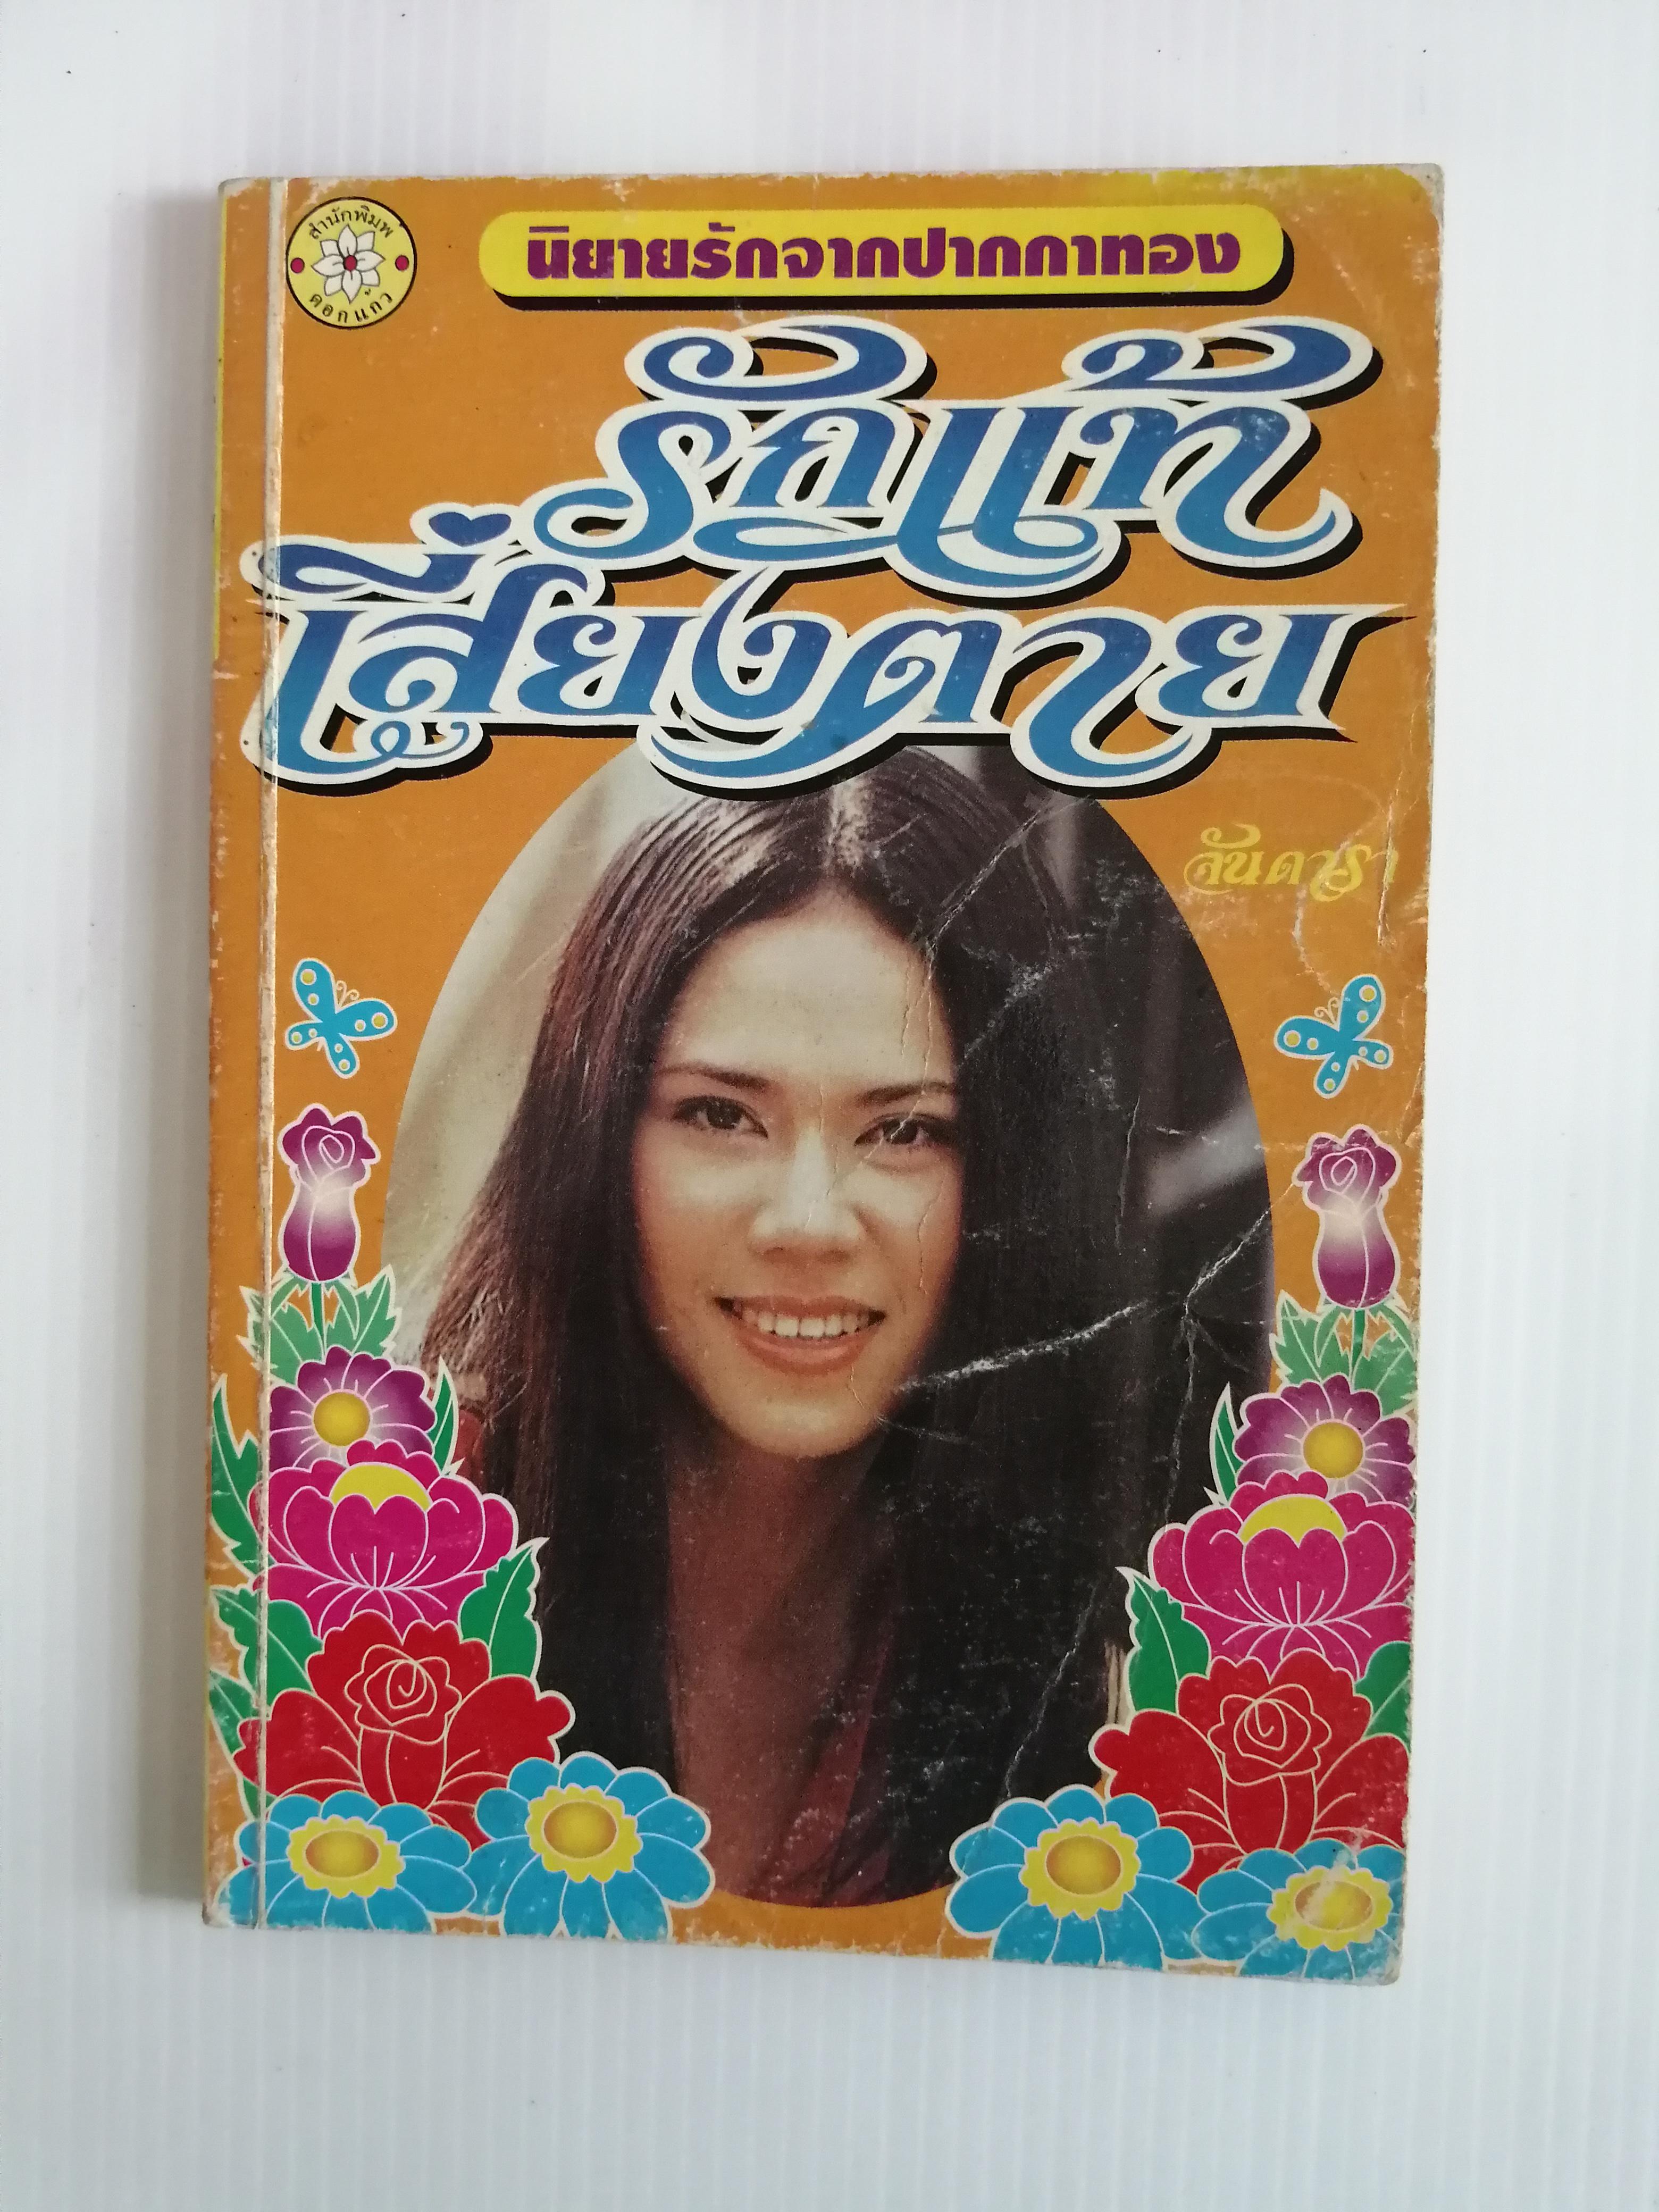 สำนักพิมพ์
ดอกแก้ว
นิยายรักจากปากกาทอง
รักแท้
เสี่ยงตาย
จันดารา